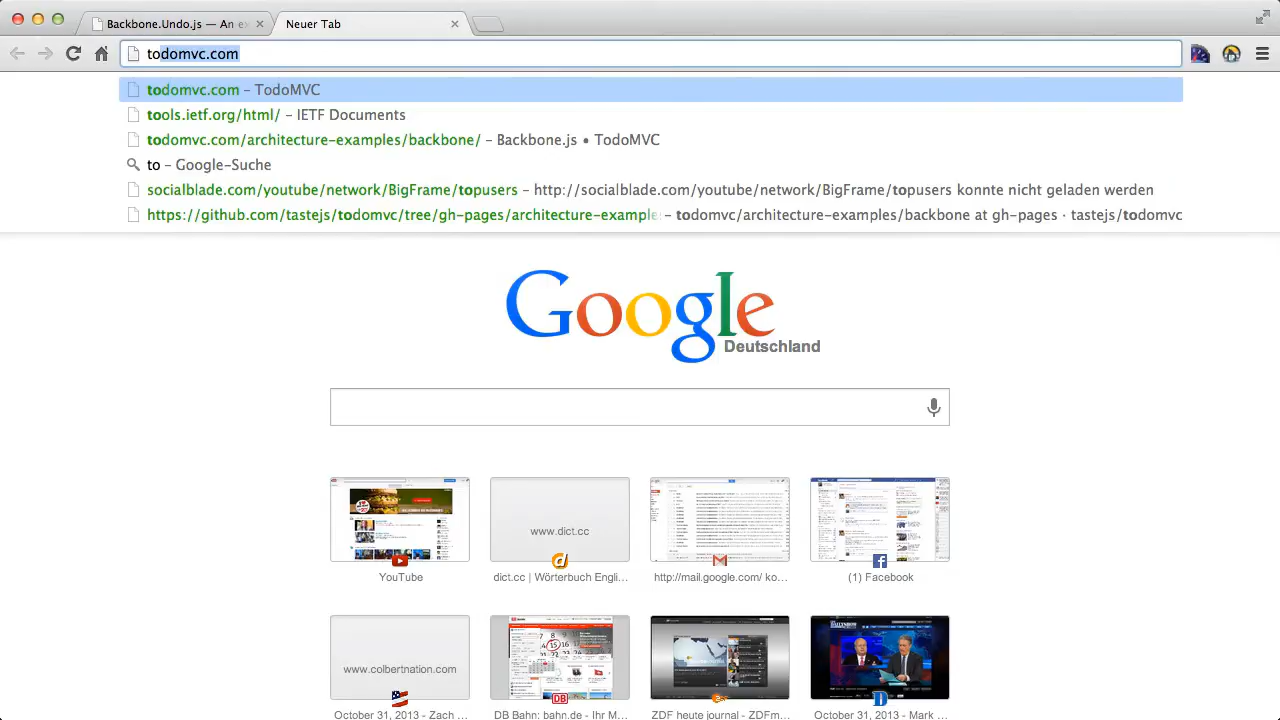 Backbone.Undo.js — An ex
Neuer Tab
todomvc.com
todomvc.com – TodoMVC
tools.ietf.org/html/ – IETF Documents
todomvc.com/architecture-examples/backbone/ – Backbone.js • TodoMVC
to – Google-Suche
socialblade.com/youtube/network/BigFrame/topusers – http://socialblade.com/youtube/network/BigFrame/topusers konnte nicht geladen werden
https://github.com/tastejs/todomvc/tree/gh-pages/architecture-example – todomvc/architecture-examples/backbone at gh-pages · tastejs/todomvc
Google
Deutschland
www.dict.cc
YouTube
dict.cc | Wörterbuch Engli...
http://mail.google.com/ ko...
(1) Facebook
www.colbertnation.com
October 31, 2013 - Zach ...
DB Bahn: bahn.de - Ihr M...
ZDF heute journal - ZDFm...
October 31, 2013 - Mark ...